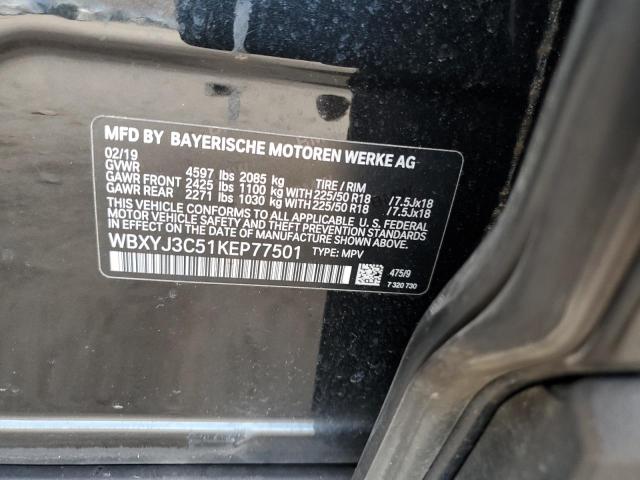 MFD BY BAYERISCHE MOTOREN WERKE AG
02/19
GVWR 4597 lbs 2085 kg TIRE / RIM
GAWR FRONT 2425 lbs 1100 kg WITH 225/50 R18 /7.5Jx18
GAWR REAR 2271 lbs 1030 kg WITH 225/50 R18 /7.5Jx18
THIS VEHICLE CONFORMS TO ALL APPLICABLE U.S. FEDERAL
MOTOR VEHICLE SAFETY, BUMPER, AND THEFT PREVENTION
STANDARDS IN EFFECT ON THE DATE OF MANUFACTURE SHOWN ABOVE.
WBXYJ3C51KEP77501 TYPE: MPV
475/9
7 320 730